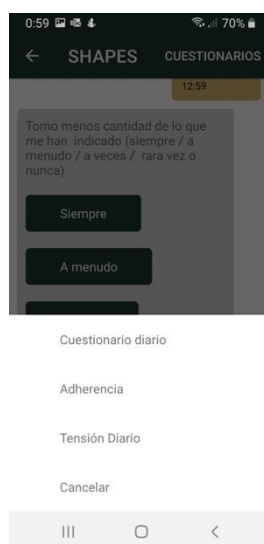 0:59 70%
SHAPES CUESTIONARIOS
12:59
Tomo menos cantidad de lo que
me han indicado (siempre / a
menudo / a veces / rara vez o
nunca)
Siempre
A menudo
Cuestionario diario
Adherencia
Tensión Diario
Cancelar